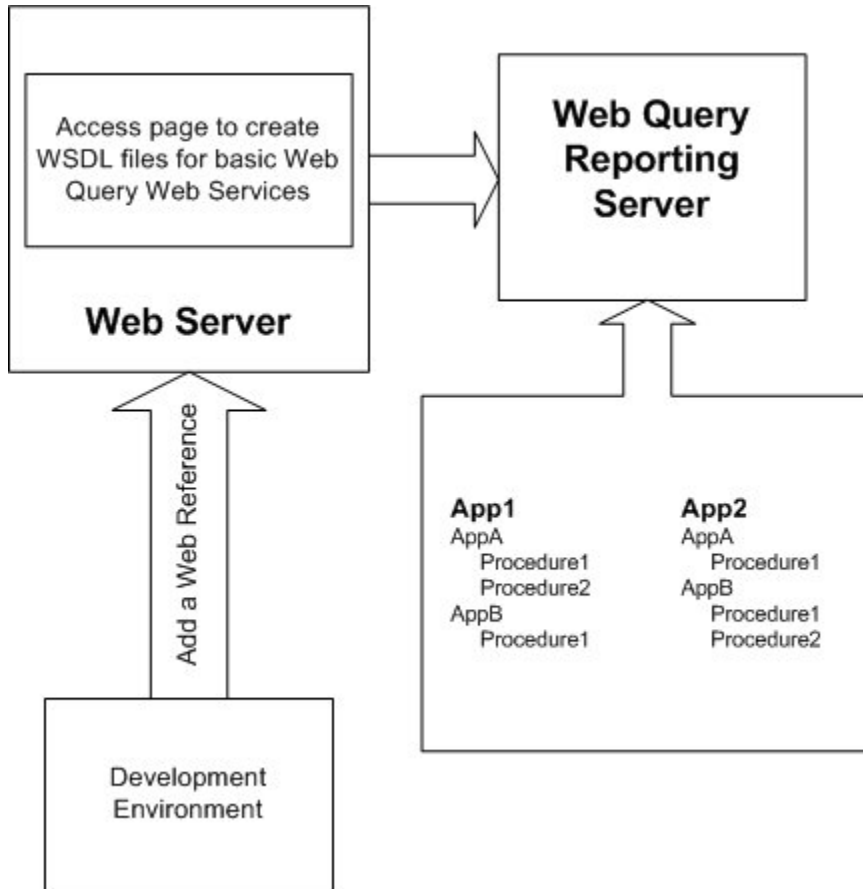 Access page to create
WSDL files for basic Web
Query Web Services
Web Server
Web Query
Reporting
Server
Add a Web Reference
Development
Environment
App1
AppA
Procedure1
Procedure2
AppB
Procedure1
App2
AppA
Procedure1
AppB
Procedure1
Procedure2